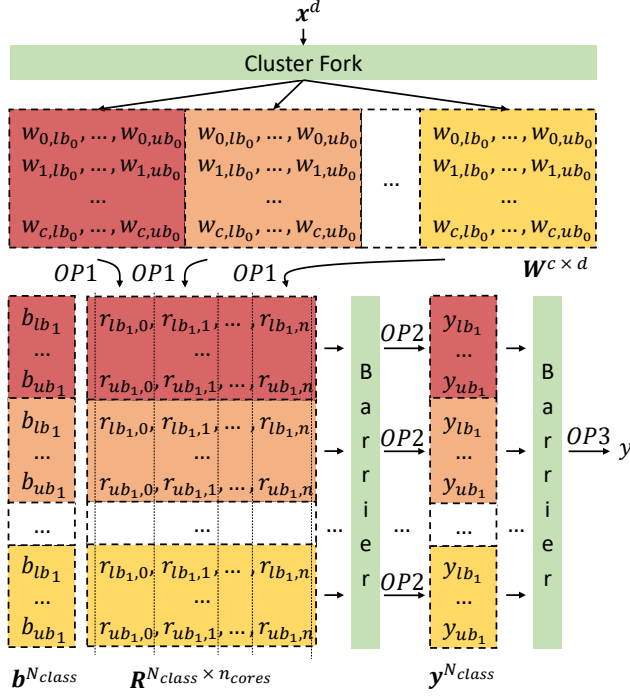 x^d
Cluster Fork
w_{0,lb_0}, ... , w_{0,ub_0} w_{0,lb_0}, ... , w_{0,ub_0} w_{0,lb_0}, ... , w_{0,ub_0}
w_{1,lb_0}, ... , w_{1,ub_0} w_{1,lb_0}, ... , w_{1,ub_0} w_{1,lb_0}, ... , w_{1,ub_0}
... ... ... ...
w_{c,lb_0}, ... , w_{c,ub_0} w_{c,lb_0}, ... , w_{c,ub_0} w_{c,lb_0}, ... , w_{c,ub_0}
OP1 OP1 OP1 W^{c × d}
b_{lb_1} r_{lb_1,0}, r_{lb_1,1}, ... , r_{lb_1,n} OP2 y_{lb_1}
... ... ...
b_{ub_1} r_{ub_1,0}, r_{ub_1,1}, ... , r_{ub_1,n} y_{ub_1}
b_{lb_1} r_{lb_1,0}, r_{lb_1,1}, ... , r_{lb_1,n} y_{lb_1}
... ... OP2 ... OP3 y
b_{ub_1} r_{ub_1,0}, r_{ub_1,1}, ... , r_{ub_1,n} y_{ub_1}
... ... ... ... ... ...
b_{lb_1} r_{lb_1,0}, r_{lb_1,1}, ... , r_{lb_1,n} y_{lb_1}
... ... OP2 ...
b_{ub_1} r_{ub_1,0}, r_{ub_1,1}, ... , r_{ub_1,n} y_{ub_1}
Barrier
Barrier
b^{N_{class}} R^{N_{class} × n_{cores}} y^{N_{class}}